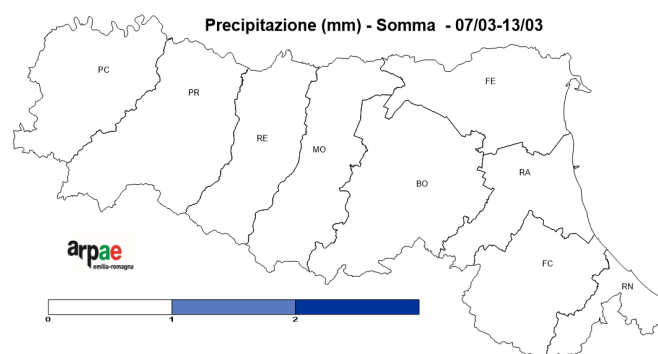 Precipitazione (mm) - Somma - 07/03-13/03
PC
PR
FE
RE
MO
BO
RA
FC
RN
arpae
emilia-romagna
0 1 2